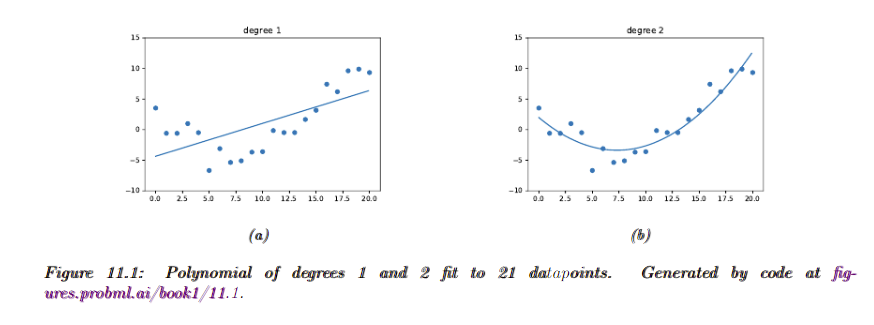 degree 1
15
10
5
0
−5
−10
0.0 2.5 5.0 7.5 10.0 12.5 15.0 17.5 20.0
(a)
degree 2
15
10
5
0
−5
−10
0.0 2.5 5.0 7.5 10.0 12.5 15.0 17.5 20.0
(b)
Figure 11.1: Polynomial of degrees 1 and 2 fit to 21 datapoints. Generated by code at fig-
ures.probml.ai/book1/11.1.